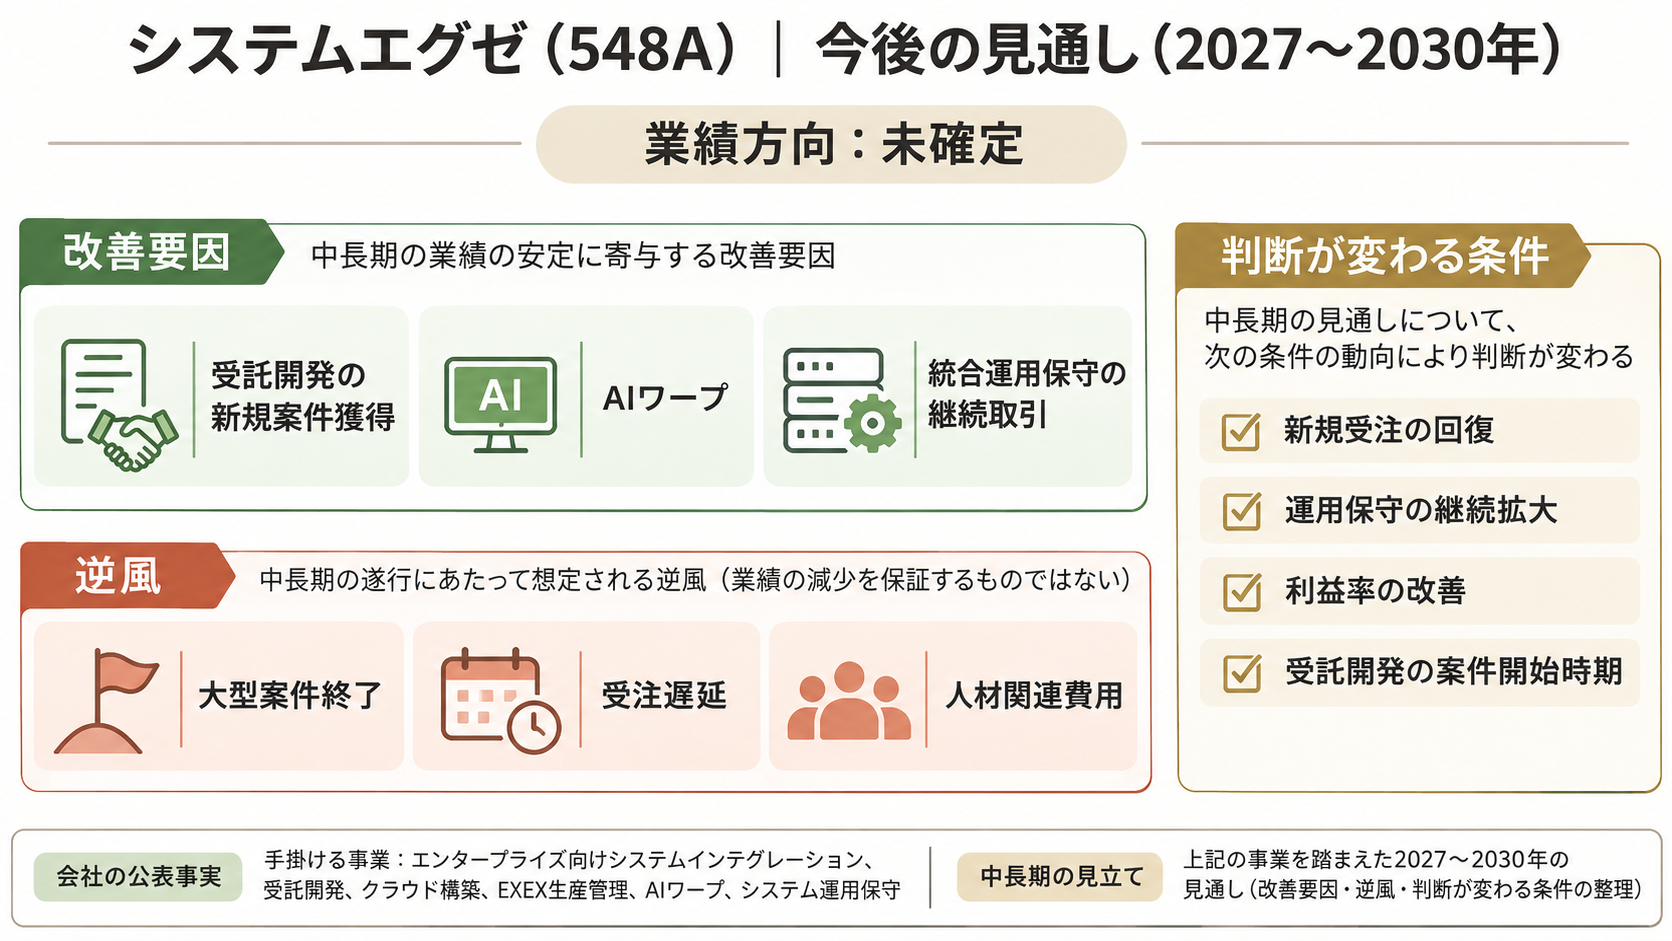 システムエグゼ（548A）｜今後の見通し（2027～2030年）
業績方向：未確定
改善要因
中長期の業績の安定に寄与する改善要因
受託開発の
新規案件獲得
AI
AIワープ
統合運用保守の
継続取引
逆風
中長期の遂行にあたって想定される逆風（業績の減少を保証するものではない）
大型案件終了
受注遅延
人材関連費用
判断が変わる条件
中長期の見通しについて、
次の条件の動向により判断が変わる
新規受注の回復
運用保守の継続拡大
利益率の改善
受託開発の案件開始時期
会社の公表事実
手掛ける事業：エンタープライズ向けシステムインテグレーション、
受託開発、クラウド構築、EXEX生産管理、AIワープ、システム運用保守
中長期の見立て
上記の事業を踏まえた2027～2030年の
見通し（改善要因・逆風・判断が変わる条件の整理）